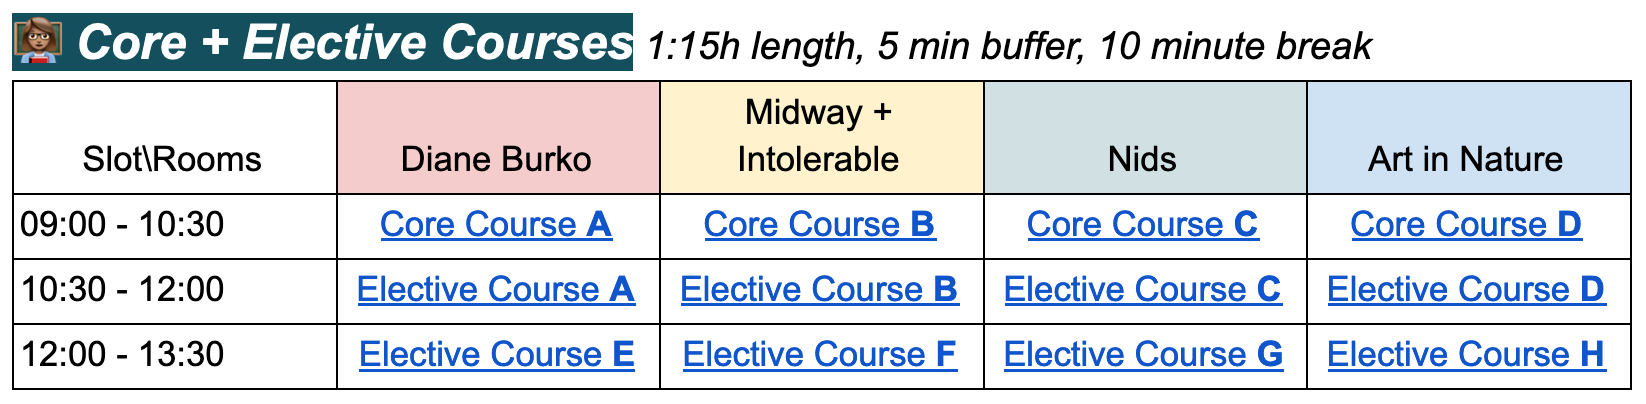 Core + Elective Courses 1:15h length, 5 min buffer, 10 minute break
Slot\Rooms Diane Burko Midway + Intolerable Nids Art in Nature
09:00 - 10:30 Core Course A Core Course B Core Course C Core Course D
10:30 - 12:00 Elective Course A Elective Course B Elective Course C Elective Course D
12:00 - 13:30 Elective Course E Elective Course F Elective Course G Elective Course H